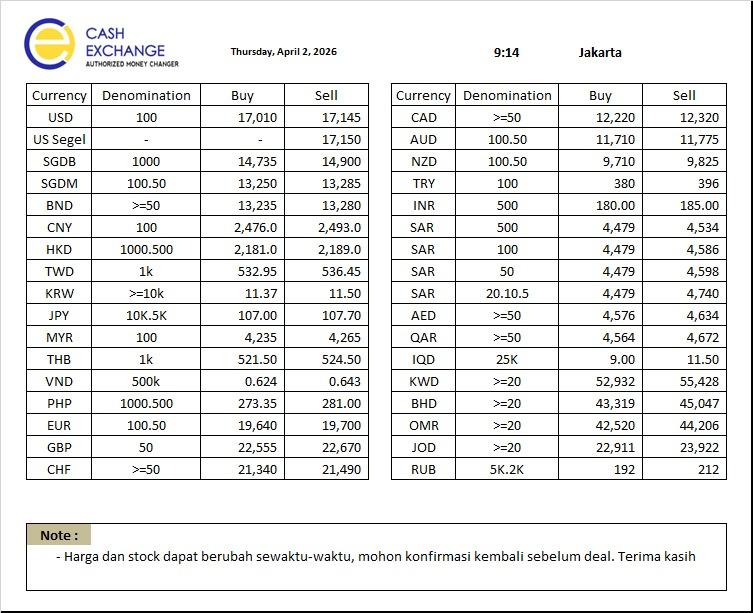 CASH
EXCHANGE
AUTHORIZED MONEY CHANGER
Thursday, April 2, 2026 9:14 Jakarta
Currency Denomination Buy Sell
USD 100 17,010 17,145
US Segel - - 17,150
SGDB 1000 14,735 14,900
SGDM 100.50 13,250 13,285
BND >=50 13,235 13,280
CNY 100 2,476.0 2,493.0
HKD 1000.500 2,181.0 2,189.0
TWD 1k 532.95 536.45
KRW >=10k 11.37 11.50
JPY 10K.5K 107.00 107.70
MYR 100 4,235 4,265
THB 1k 521.50 524.50
VND 500k 0.624 0.643
PHP 1000.500 273.35 281.00
EUR 100.50 19,640 19,700
GBP 50 22,555 22,670
CHF >=50 21,340 21,490
Currency Denomination Buy Sell
CAD >=50 12,220 12,320
AUD 100.50 11,710 11,775
NZD 100.50 9,710 9,825
TRY 100 380 396
INR 500 180.00 185.00
SAR 500 4,479 4,534
SAR 100 4,479 4,586
SAR 50 4,479 4,598
SAR 20.10.5 4,479 4,740
AED >=50 4,576 4,634
QAR >=50 4,564 4,672
IQD 25K 9.00 11.50
KWD >=20 52,932 55,428
BHD >=20 43,319 45,047
OMR >=20 42,520 44,206
JOD >=20 22,911 23,922
RUB 5K.2K 192 212
Note :
- Harga dan stock dapat berubah sewaktu-waktu, mohon konfirmasi kembali sebelum deal. Terima kasih